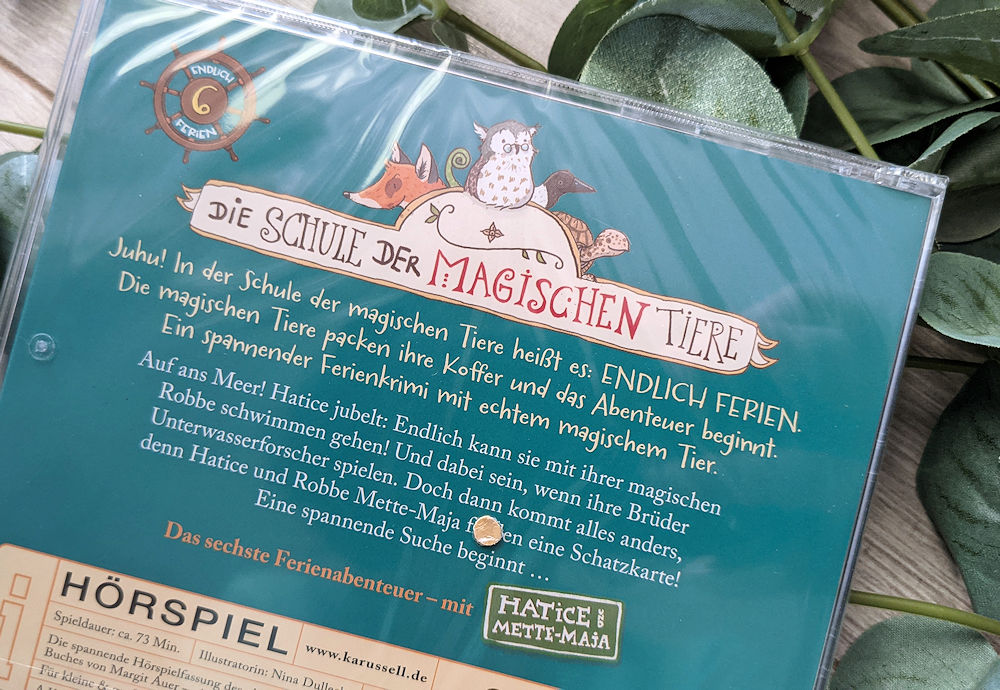 ENDLICH
6
FERIEN
DIE SCHULE DER MAGISCHEN TIERE
Juhu! In der Schule der magischen Tiere heißt es: ENDLICH FERIEN.
Die magischen Tiere packen ihre Koffer und das Abenteuer beginnt.
Ein spannender Ferienkrimi mit echtem magischem Tier.
Auf ans Meer! Hatice jubelt: Endlich kann sie mit ihrer magischen
Robbe schwimmen gehen! Und dabei sein, wenn ihre Brüder
Unterwasserforscher spielen. Doch dann kommt alles anders,
denn Hatice und Robbe Mette-Maja eine Schatzkarte!
Eine spannende Suche beginnt ...
Das sechste Ferienabenteuer – mit
HATICE UND
METTE-MAJA
HÖRSPIEL
Spieldauer: ca. 73 Min.
Illustratorin: Nina
www.karussell.de
Die spannende Hörspielfassung
Buches von Margit Auer
Für kleine